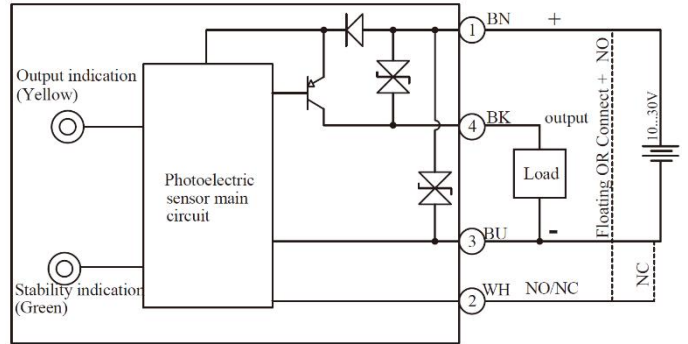 Output indication
(Yellow)
Photoelectric
sensor main
circuit
Stability indication
(Green)
1 BN +
4 BK output
Load
3 BU -
2 WH NO/NC
Floating OR Connect + NO
NC
10...30V